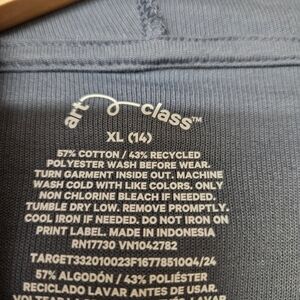 art class™
XL (14)
57% COTTON / 43% RECYCLED
POLYESTER WASH BEFORE WEAR.
TURN GARMENT INSIDE OUT. MACHINE
WASH COLD WITH LIKE COLORS. ONLY
NON CHLORINE BLEACH IF NEEDED.
TUMBLE DRY LOW. REMOVE PROMPTLY.
COOL IRON IF NEEDED. DO NOT IRON ON
PRINT LABEL. MADE IN INDONESIA
RN17730 VN1042782
TARGET332010023F16778510Q4/24
57% ALGODÓN / 43% POLIÉSTER
RECICLADO LAVAR ANTES DE USAR.